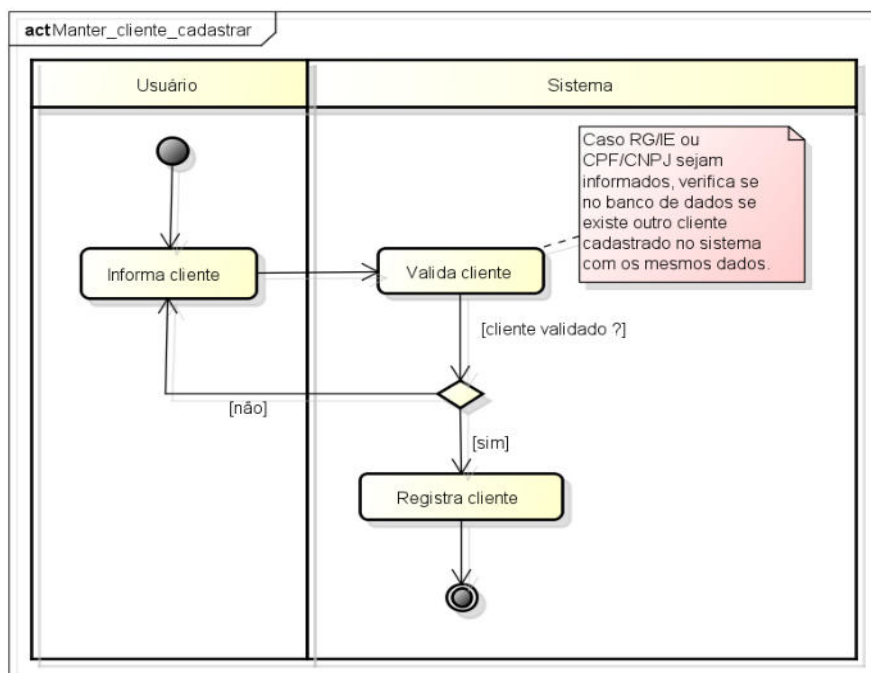 act Manter_cliente_cadastrar
Usuário
Sistema
Caso RG/IE ou
CPF/CNPJ sejam
informados, verifica se
no banco de dados se
existe outro cliente
cadastrado no sistema
com os mesmos dados.
Informa cliente
Valida cliente
[cliente validado ?]
[não]
[sim]
Registra cliente